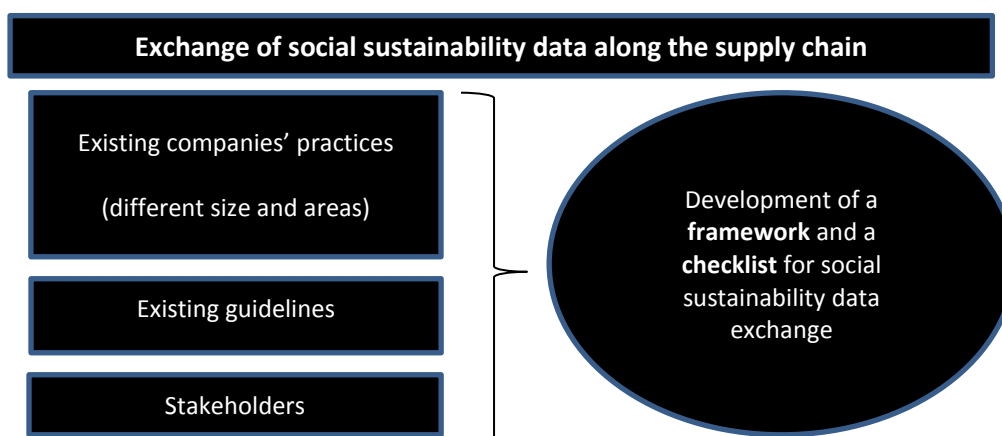 Exchange of social sustainability data along the supply chain
Existing companies’ practices
(different size and areas)
Existing guidelines
Stakeholders
Development of a
framework and a
checklist for social
sustainability data
exchange